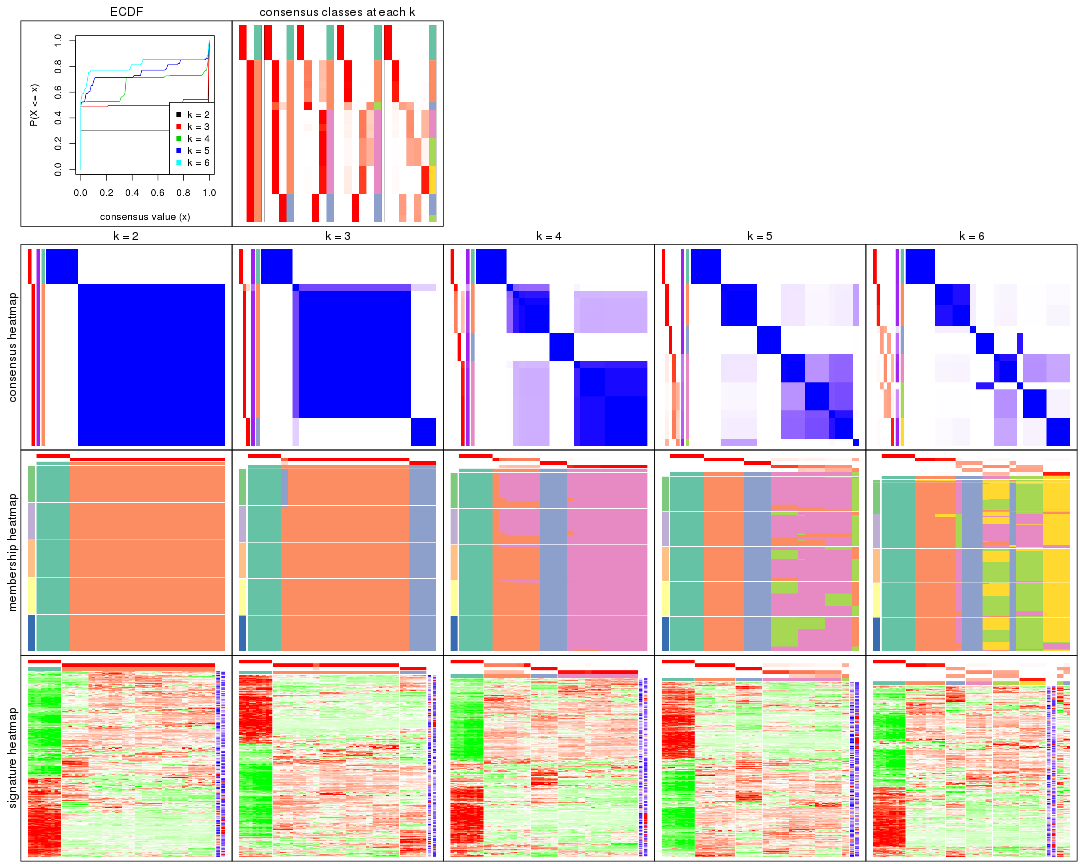 ECDF
consensus classes at each k
P(X <= x)
0.0 0.2 0.4 0.6 0.8 1.0
k = 2
k = 3
k = 4
k = 5
k = 6
0.0 0.2 0.4 0.6 0.8 1.0
consensus value (x)
k = 2 k = 3 k = 4 k = 5 k = 6
consensus heatmap
membership heatmap
signature heatmap